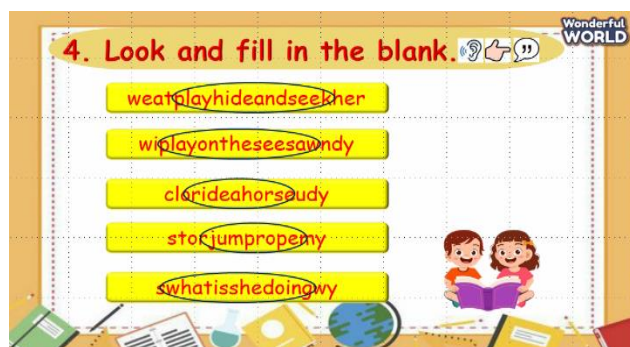 Wonderful
WORLD
4. Look and fill in the blank.
weatplayhideandseekher
wiplayontheseesawndy
clorideahorseudy
storjumpropemy
swhatisshedoingwy